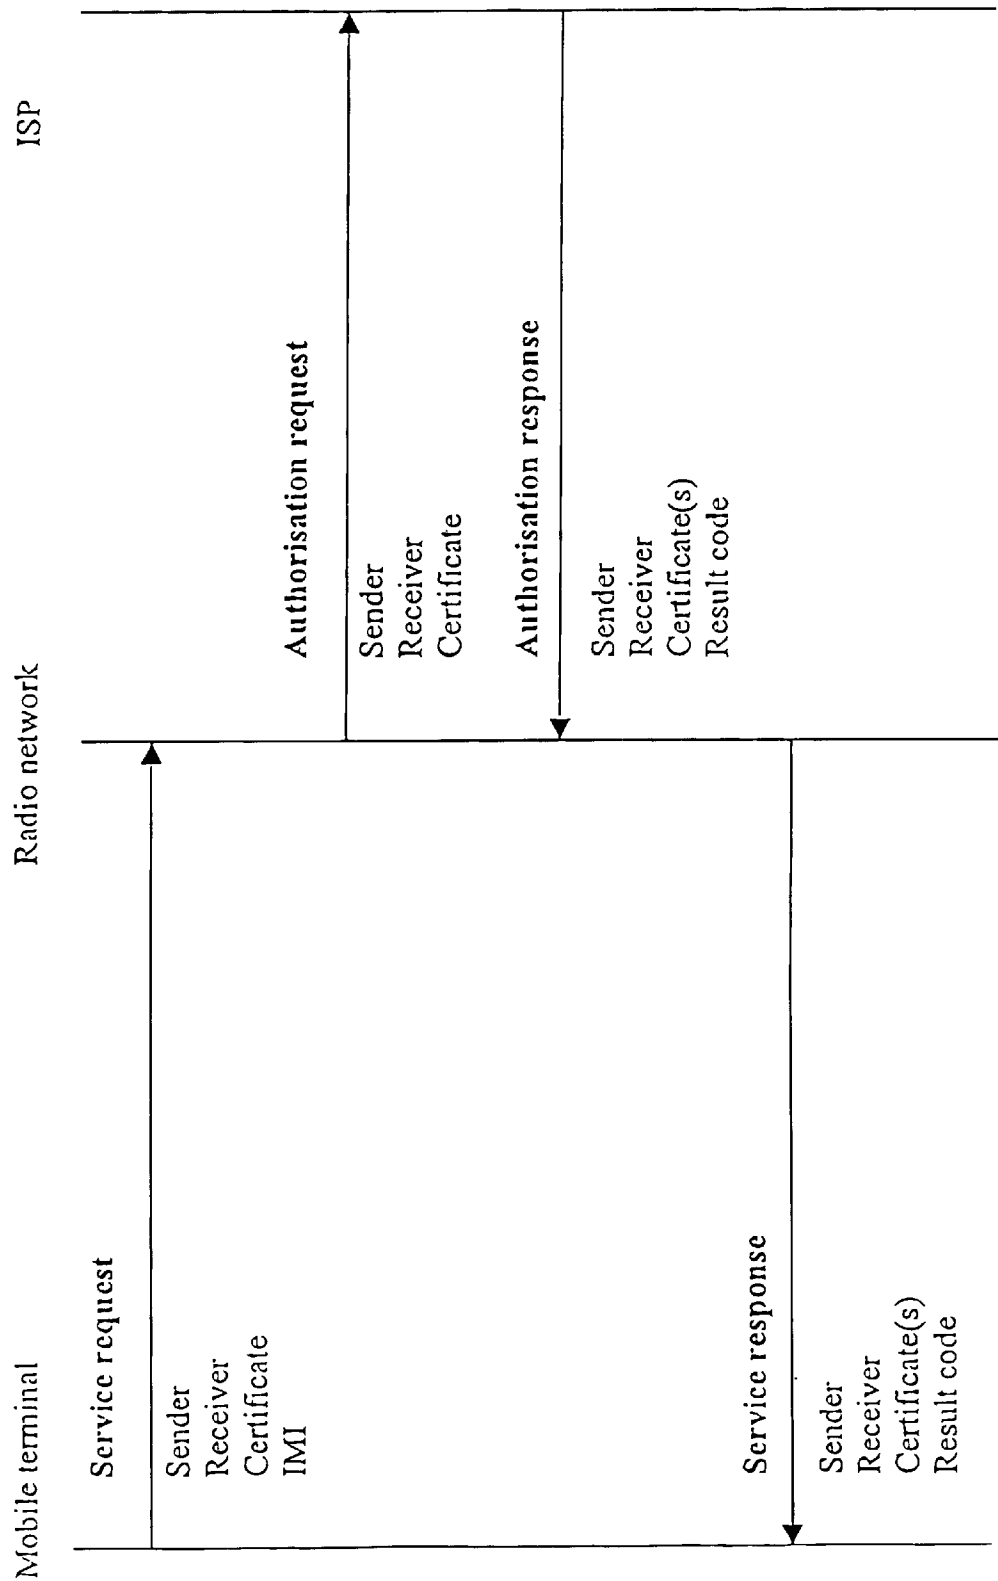 Mobile terminal
Radio network
ISP
Service request
Sender
Receiver
Certificate
IMI
Authorisation request
Sender
Receiver
Certificate
Authorisation response
Sender
Receiver
Certificate(s)
Result code
Service response
Sender
Receiver
Certificate(s)
Result code